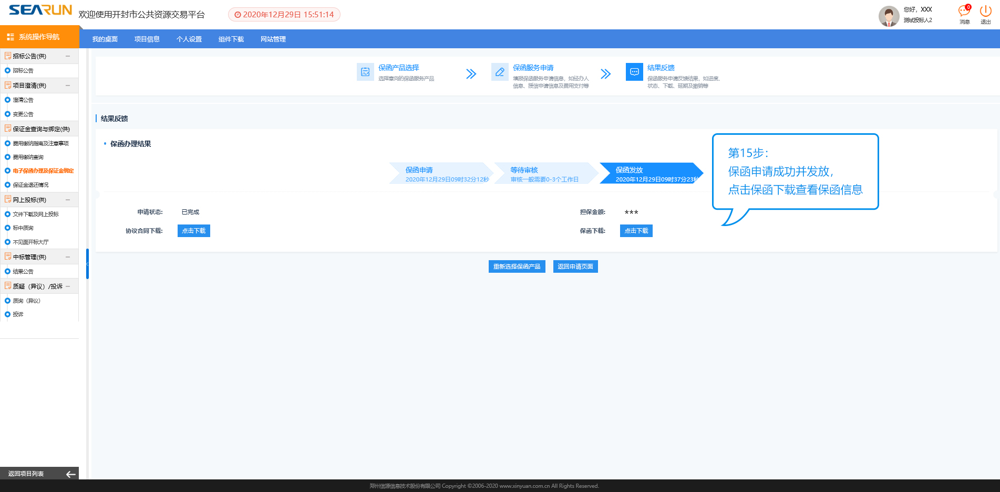 SEARUN
欢迎使用开封市公共资源交易平台
2020年12月29日 15:51:14
您好，XXX
测试投标人2
0
消息
退出
系统操作导航
我的桌面
项目信息
个人设置
组件下载
网站管理
招标公告(供)
招标公告
项目澄清(供)
澄清公告
变更公告
保证金查询与绑定(供)
费用缴纳指南及注意事项
费用缴纳查询
电子保函办理及保证金绑定
保证金退还情况
网上投标(供)
文件下载及网上投标
标中质询
不见面开标大厅
中标管理(供)
结果公告
质疑（异议）/投诉
质询（异议）
投诉
返回项目列表
保函产品选择
选择意向的保函服务产品
保函服务申请
填报保函服务申请信息，如经办人
信息、授信申请信息及费用支付等
结果反馈
保函服务申请反馈结果，如进度、
状态、下载、延期及撤销等
结果反馈
保函办理结果
保函申请
2020年12月29日09时32分12秒
等待审核
审核一般需要0-3个工作日
保函发放
2020年12月29日09时37分23秒
第15步：
保函申请成功并发放，
点击保函下载查看保函信息
申请状态: 已完成
担保金额: ***
协议合同下载: 点击下载
保函下载: 点击下载
重新选择保函产品
返回申请页面
郑州信源信息技术股份有限公司 Copyright ©2006-2020 www.xinyuan.com.cn All Rights Reserved.